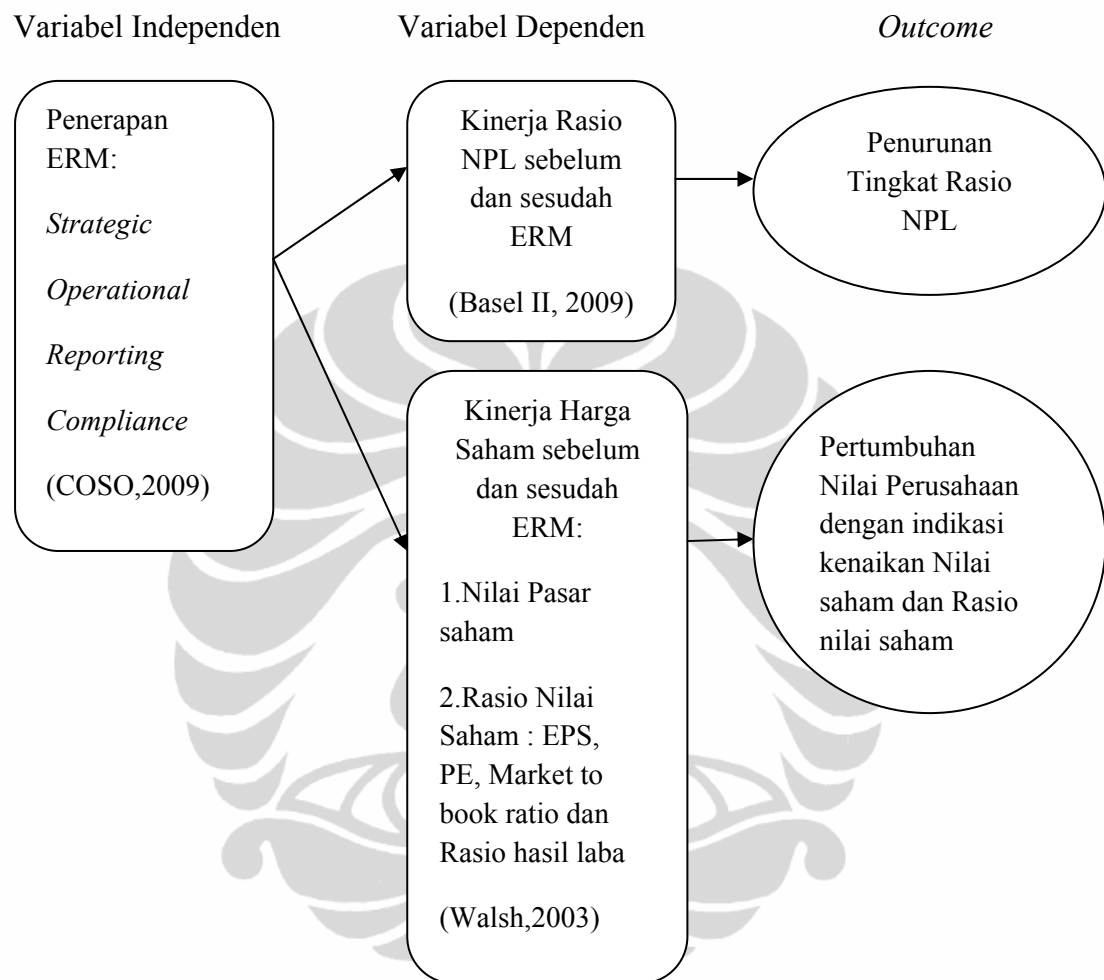 Variabel Independen
Variabel Dependen
Outcome
Penerapan
ERM:
Strategic
Operational
Reporting
Compliance
(COSO,2009)
Kinerja Rasio
NPL sebelum
dan sesudah
ERM
(Basel II, 2009)
Penurunan
Tingkat Rasio
NPL
Kinerja Harga
Saham sebelum
dan sesudah
ERM:
1.Nilai Pasar
saham
2.Rasio Nilai
Saham : EPS,
PE, Market to
book ratio dan
Rasio hasil laba
(Walsh,2003)
Pertumbuhan
Nilai Perusahaan
dengan indikasi
kenaikan Nilai
saham dan Rasio
nilai saham